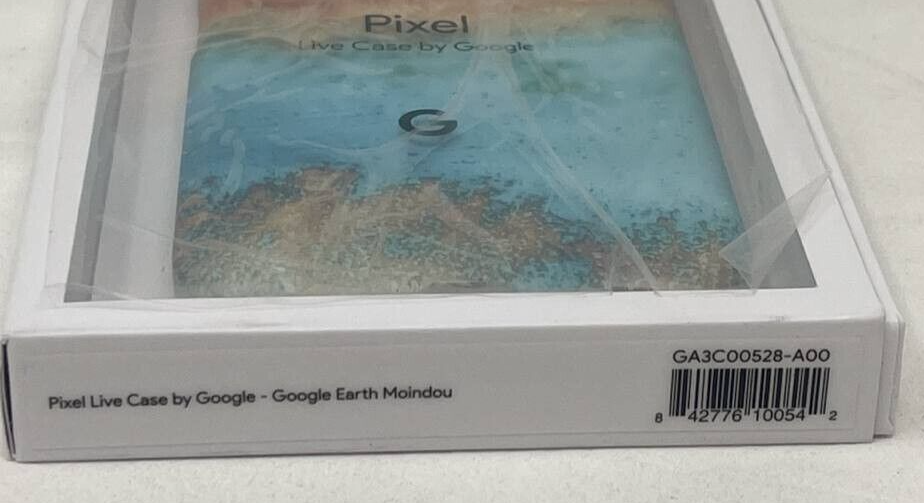 Pixel
Live Case by Google
G
Pixel Live Case by Google - Google Earth Moindou
GA3C00528-A00
8 42776 10054 2